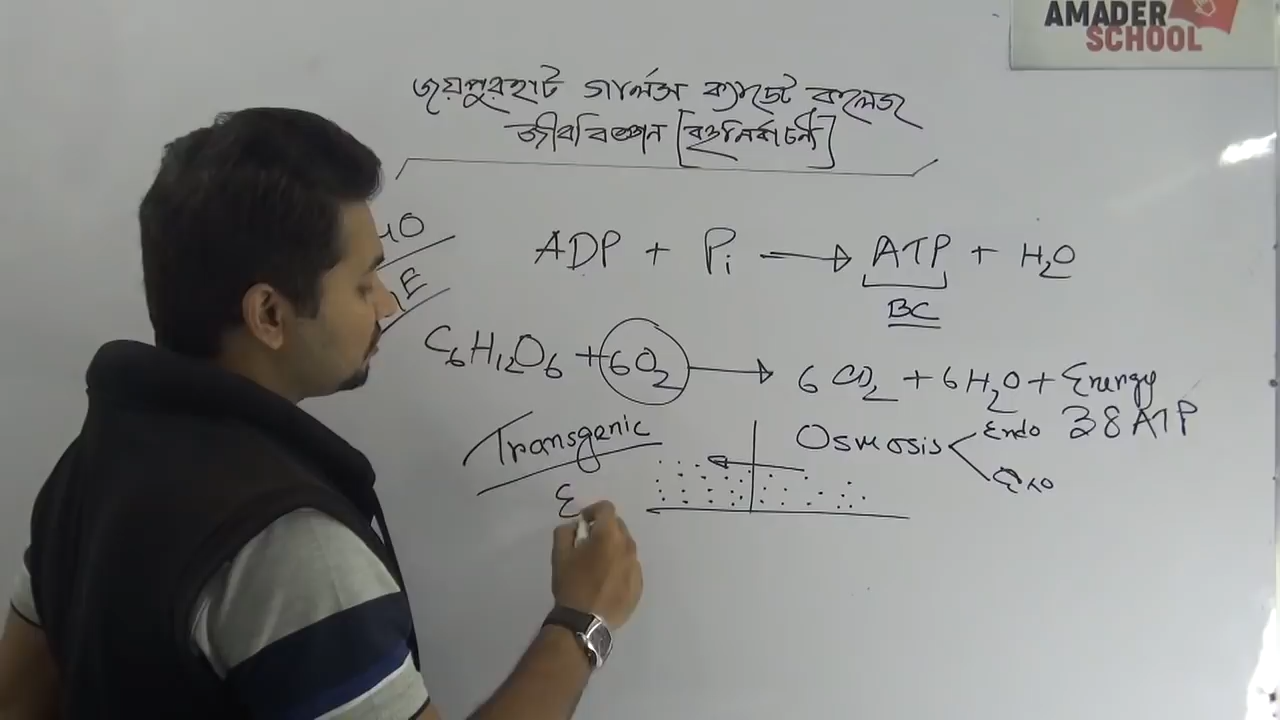 AMADER
SCHOOL
জয়পুরহাট গার্লস ক্যাডেট কলেজ
জীববিজ্ঞান [বহুনির্বাচনী]
ADP + Pi → ATP + H₂O
BC
C₆H₁₂O₆ + 6O₂ → 6CO₂ + 6H₂O + Energy
38 ATP
Transgenic
Osmosis
Endo
Exo
E